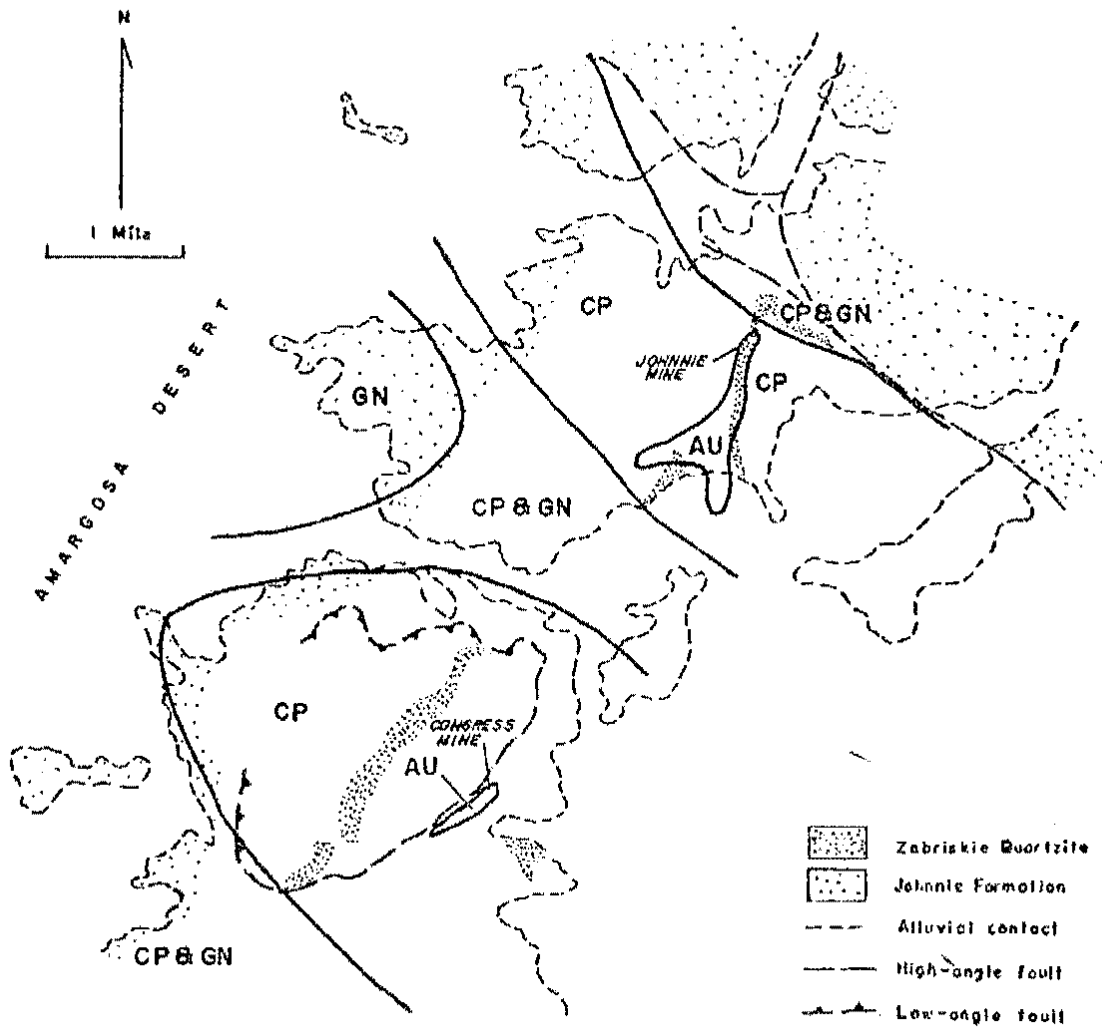 N
1 Mile
AMARGOSA DESERT
CP
CP & GN
JOHNNIE
MINE
CP
GN
AU
CP & GN
CP
CONGRESS
MINE
AU
CP & GN
Zabriskie Quartzite
Johnnie Formation
Alluvial contact
High-angle fault
Low-angle fault